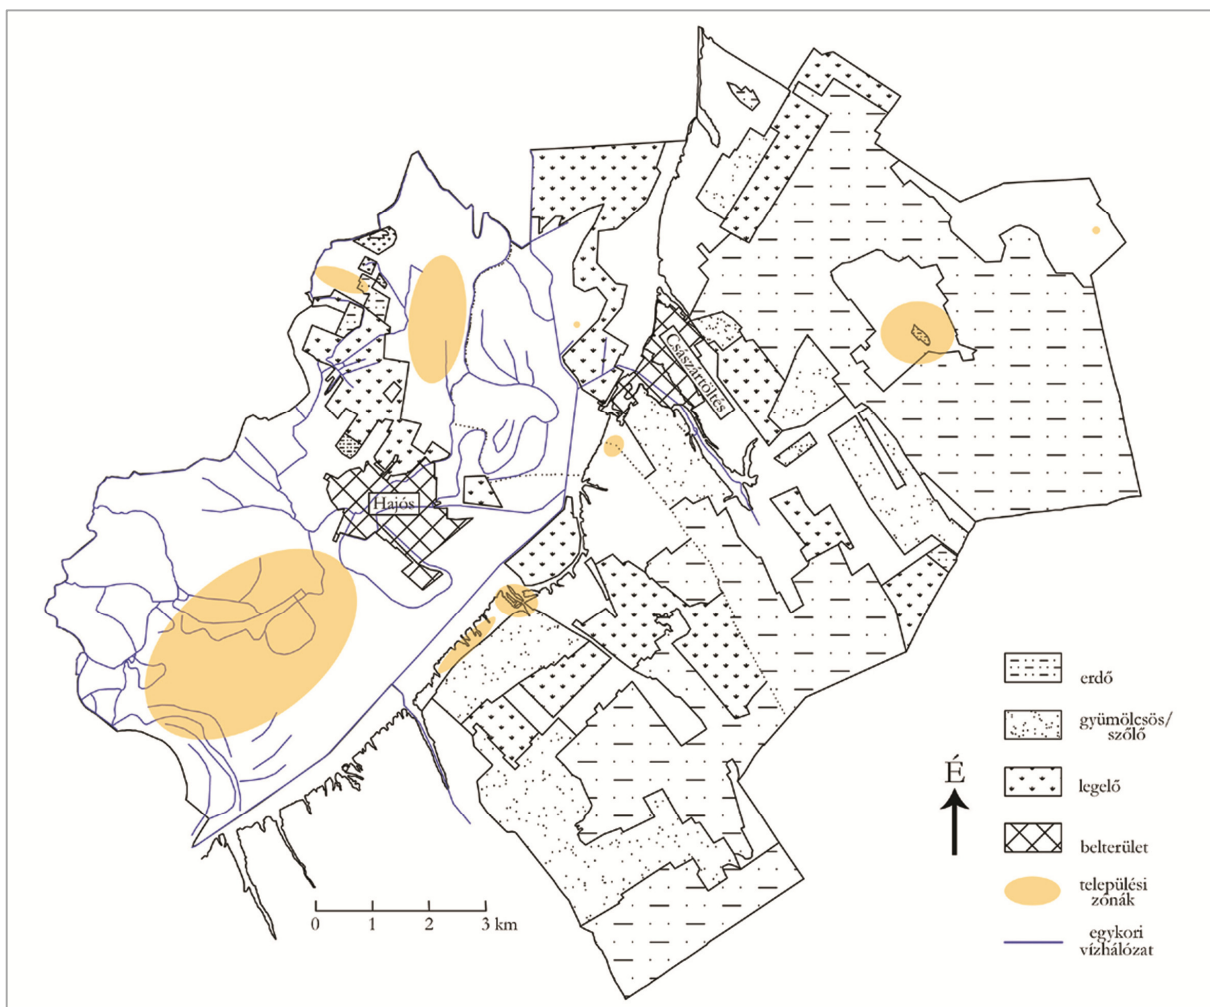 Császártöltés
Hajós
erdő
gyümölcsös/
szőlő
É
legelő
belterület
települési
zónák
0 1 2 3 km
egykori
vízhálózat